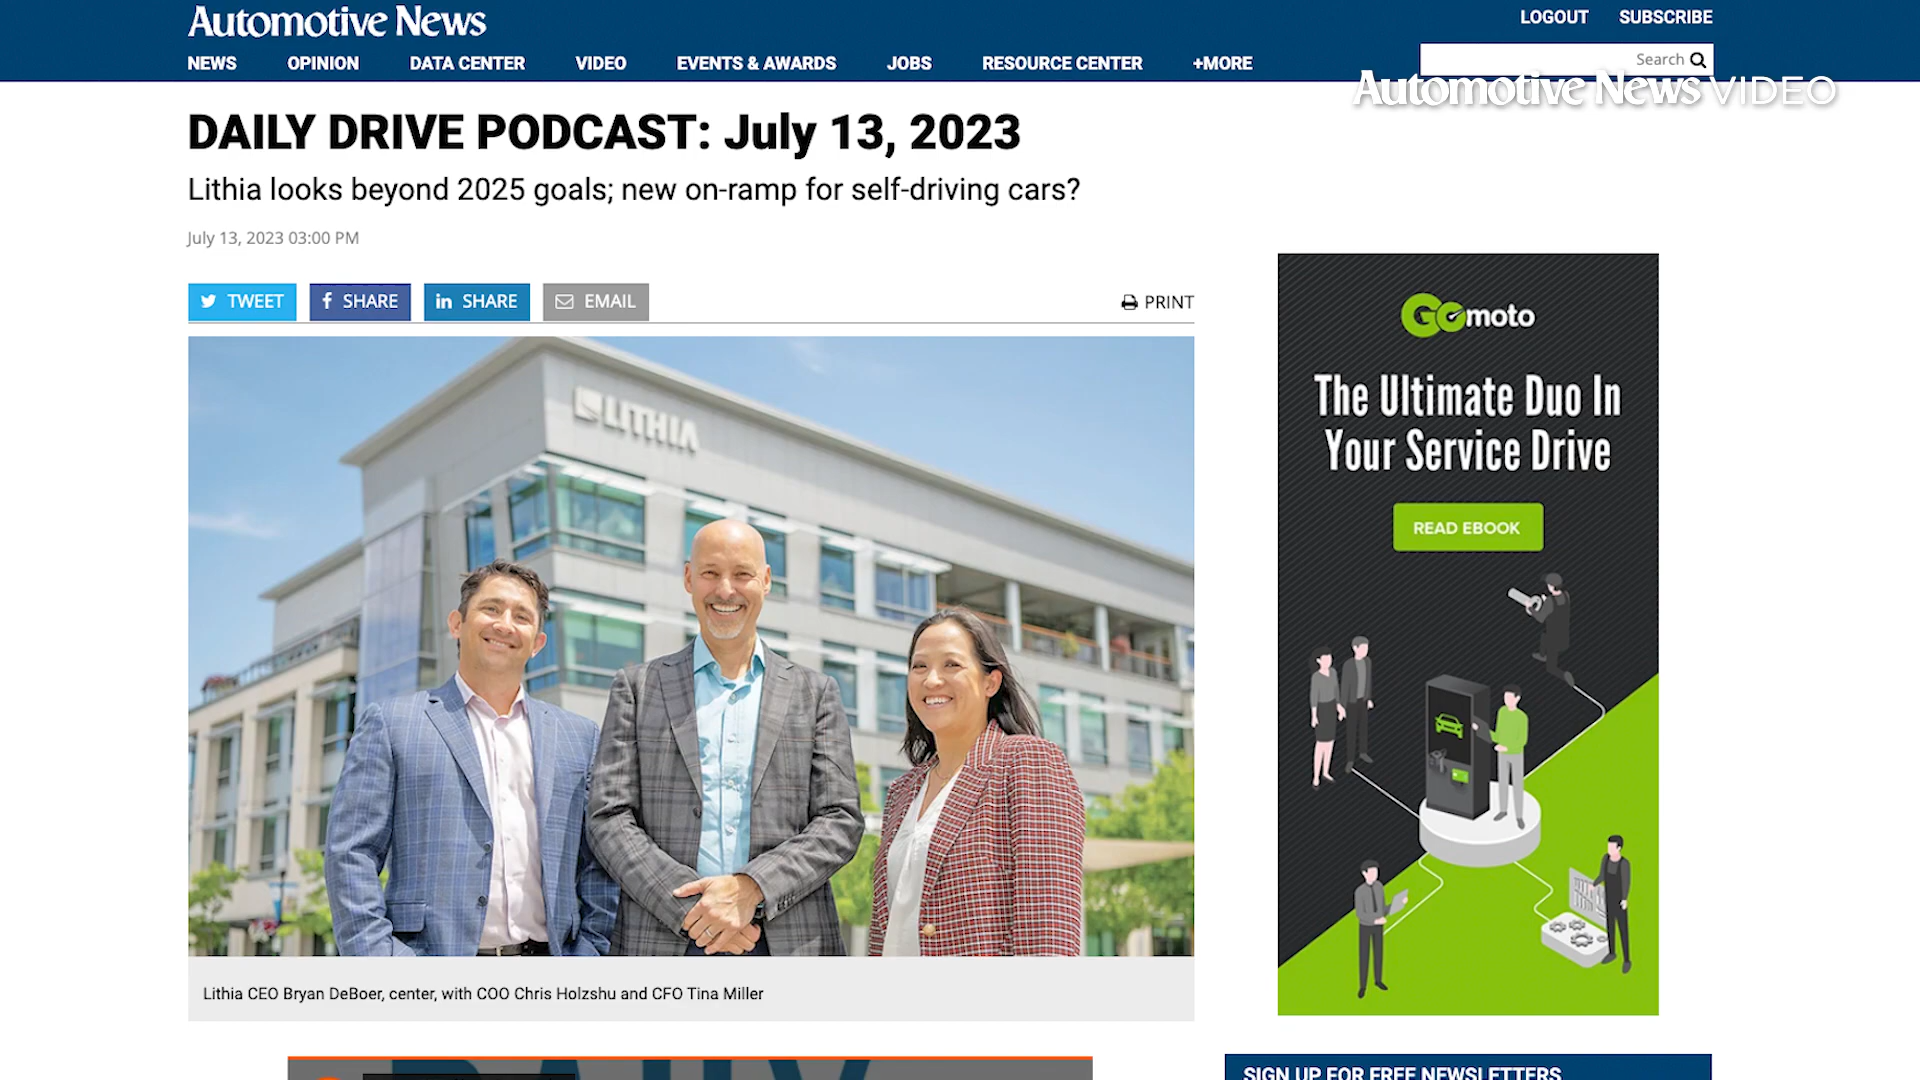 Automotive News
LOGOUT SUBSCRIBE
NEWS OPINION DATA CENTER VIDEO EVENTS & AWARDS JOBS RESOURCE CENTER +MORE
Search
Automotive News VIDEO
DAILY DRIVE PODCAST: July 13, 2023
Lithia looks beyond 2025 goals; new on-ramp for self-driving cars?
July 13, 2023 03:00 PM
TWEET SHARE SHARE EMAIL PRINT
LITHIA
Lithia CEO Bryan DeBoer, center, with COO Chris Holzshu and CFO Tina Miller
GOmoto
The Ultimate Duo In
Your Service Drive
READ EBOOK
DAILY
SIGN UP FOR FREE NEWSLETTERS